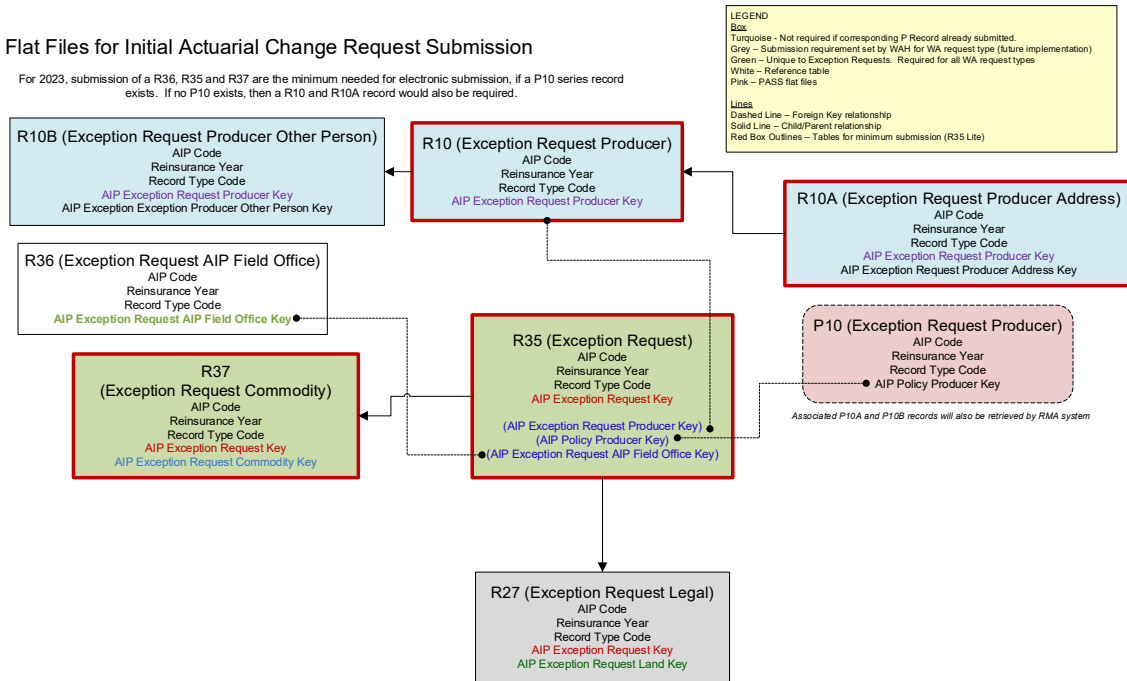 Flat Files for Initial Actuarial Change Request Submission
For 2023, submission of a R36, R35 and R37 are the minimum needed for electronic submission, if a P10 series record
exists.  If no P10 exists, then a R10 and R10A record would also be required.
LEGEND
Box
Turquoise - Not required if corresponding P Record already submitted.
Grey – Submission requirement set by WAH for WA request type (future implementation)
Green – Unique to Exception Requests.  Required for all WA request types
White – Reference table
Pink – PASS flat files
Lines
Dashed Line – Foreign Key relationship
Solid Line – Child/Parent relationship
Red Box Outlines – Tables for minimum submission (R35 Lite)
R10B (Exception Request Producer Other Person)
AIP Code
Reinsurance Year
Record Type Code
AIP Exception Request Producer Key
AIP Exception Exception Producer Other Person Key
R10 (Exception Request Producer)
AIP Code
Reinsurance Year
Record Type Code
AIP Exception Request Producer Key
R10A (Exception Request Producer Address)
AIP Code
Reinsurance Year
Record Type Code
AIP Exception Request Producer Key
AIP Exception Request Producer Address Key
R36 (Exception Request AIP Field Office)
AIP Code
Reinsurance Year
Record Type Code
AIP Exception Request AIP Field Office Key
R35 (Exception Request)
AIP Code
Reinsurance Year
Record Type Code
AIP Exception Request Key
(AIP Exception Request Producer Key)
(AIP Policy Producer Key)
(AIP Exception Request AIP Field Office Key)
P10 (Exception Request Producer)
AIP Code
Reinsurance Year
Record Type Code
AIP Policy Producer Key
Associated P10A and P10B records will also be retrieved by RMA system
R37
(Exception Request Commodity)
AIP Code
Reinsurance Year
Record Type Code
AIP Exception Request Key
AIP Exception Request Commodity Key
R27 (Exception Request Legal)
AIP Code
Reinsurance Year
Record Type Code
AIP Exception Request Key
AIP Exception Request Land Key